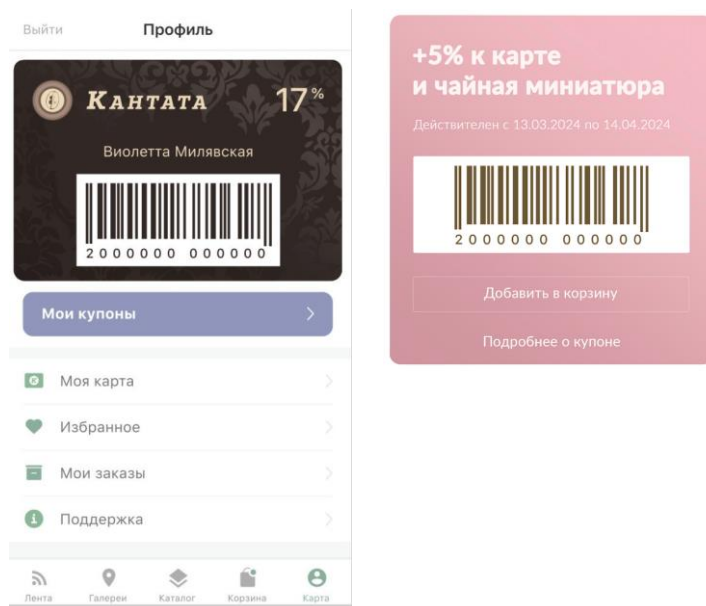 Выйти
Профиль
КАНТАТА
17%
Виолетта Милявская
2000000 000000
Мои купоны
Моя карта
Избранное
Мои заказы
Поддержка
Лента
Галереи
Каталог
Корзина
Карта
+5% к карте
и чайная миниатюра
Действителен с 13.03.2024 по 14.04.2024
2000000 000000
Добавить в корзину
Подробнее о купоне